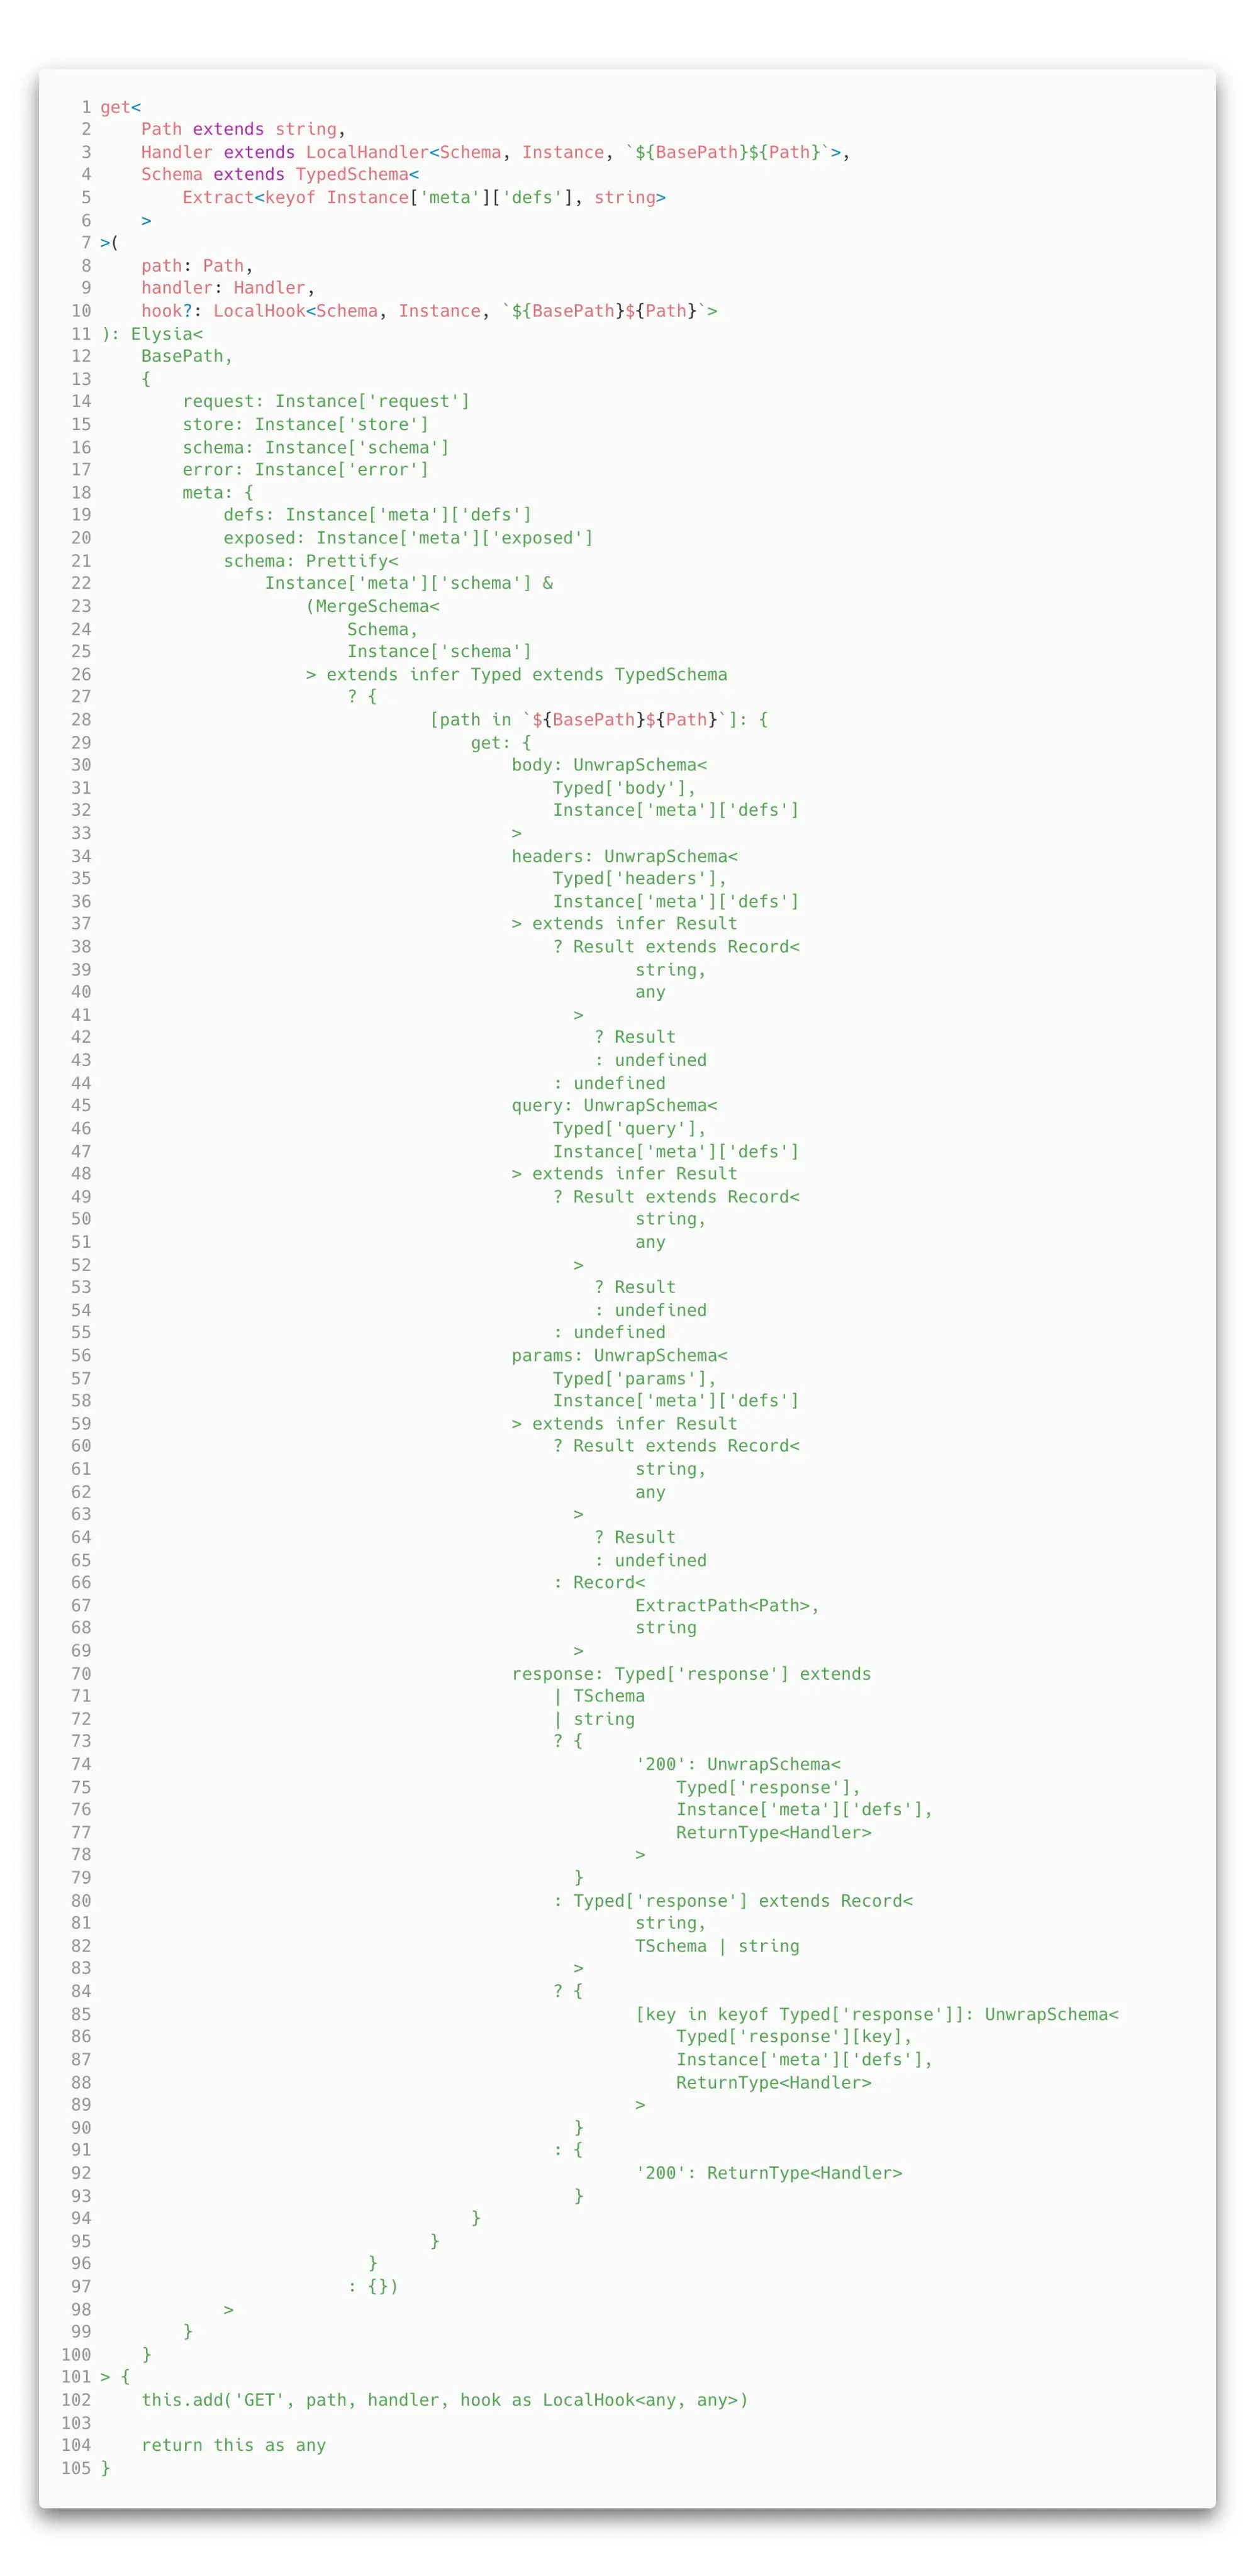 1 get<
2     Path extends string,
3     Handler extends LocalHandler<Schema, Instance, `${BasePath}${Path}`>,
4     Schema extends TypedSchema<
5         Extract<keyof Instance['meta']['defs'], string>
6     >
7 >(
8     path: Path,
9     handler: Handler,
10     hook?: LocalHook<Schema, Instance, `${BasePath}${Path}`>
11 ): Elysia<
12     BasePath,
13     {
14         request: Instance['request']
15         store: Instance['store']
16         schema: Instance['schema']
17         error: Instance['error']
18         meta: {
19             defs: Instance['meta']['defs']
20             exposed: Instance['meta']['exposed']
21             schema: Prettify<
22                 Instance['meta']['schema'] &
23                     (MergeSchema<
24                         Schema,
25                         Instance['schema']
26                     > extends infer Typed extends TypedSchema
27                         ? {
28                                 [path in `${BasePath}${Path}`]: {
29                                     get: {
30                                         body: UnwrapSchema<
31                                             Typed['body'],
32                                             Instance['meta']['defs']
33                                         >
34                                         headers: UnwrapSchema<
35                                             Typed['headers'],
36                                             Instance['meta']['defs']
37                                         > extends infer Result
38                                             ? Result extends Record<
39                                                     string,
40                                                     any
41                                               >
42                                                 ? Result
43                                                 : undefined
44                                             : undefined
45                                         query: UnwrapSchema<
46                                             Typed['query'],
47                                             Instance['meta']['defs']
48                                         > extends infer Result
49                                             ? Result extends Record<
50                                                     string,
51                                                     any
52                                               >
53                                                 ? Result
54                                                 : undefined
55                                             : undefined
56                                         params: UnwrapSchema<
57                                             Typed['params'],
58                                             Instance['meta']['defs']
59                                         > extends infer Result
60                                             ? Result extends Record<
61                                                     string,
62                                                     any
63                                               >
64                                                 ? Result
65                                                 : undefined
66                                             : Record<
67                                                     ExtractPath<Path>,
68                                                     string
69                                               >
70                                         response: Typed['response'] extends
71                                             | TSchema
72                                             | string
73                                             ? {
74                                                     '200': UnwrapSchema<
75                                                         Typed['response'],
76                                                         Instance['meta']['defs'],
77                                                         ReturnType<Handler>
78                                                     >
79                                               }
80                                             : Typed['response'] extends Record<
81                                                     string,
82                                                     TSchema | string
83                                               >
84                                             ? {
85                                                     [key in keyof Typed['response']]: UnwrapSchema<
86                                                         Typed['response'][key],
87                                                         Instance['meta']['defs'],
88                                                         ReturnType<Handler>
89                                                     >
90                                               }
91                                             : {
92                                                     '200': ReturnType<Handler>
93                                               }
94                                     }
95                                 }
96                           }
97                         : {})
98             >
99         }
100     }
101 > {
102     this.add('GET', path, handler, hook as LocalHook<any, any>)
103
104     return this as any
105 }